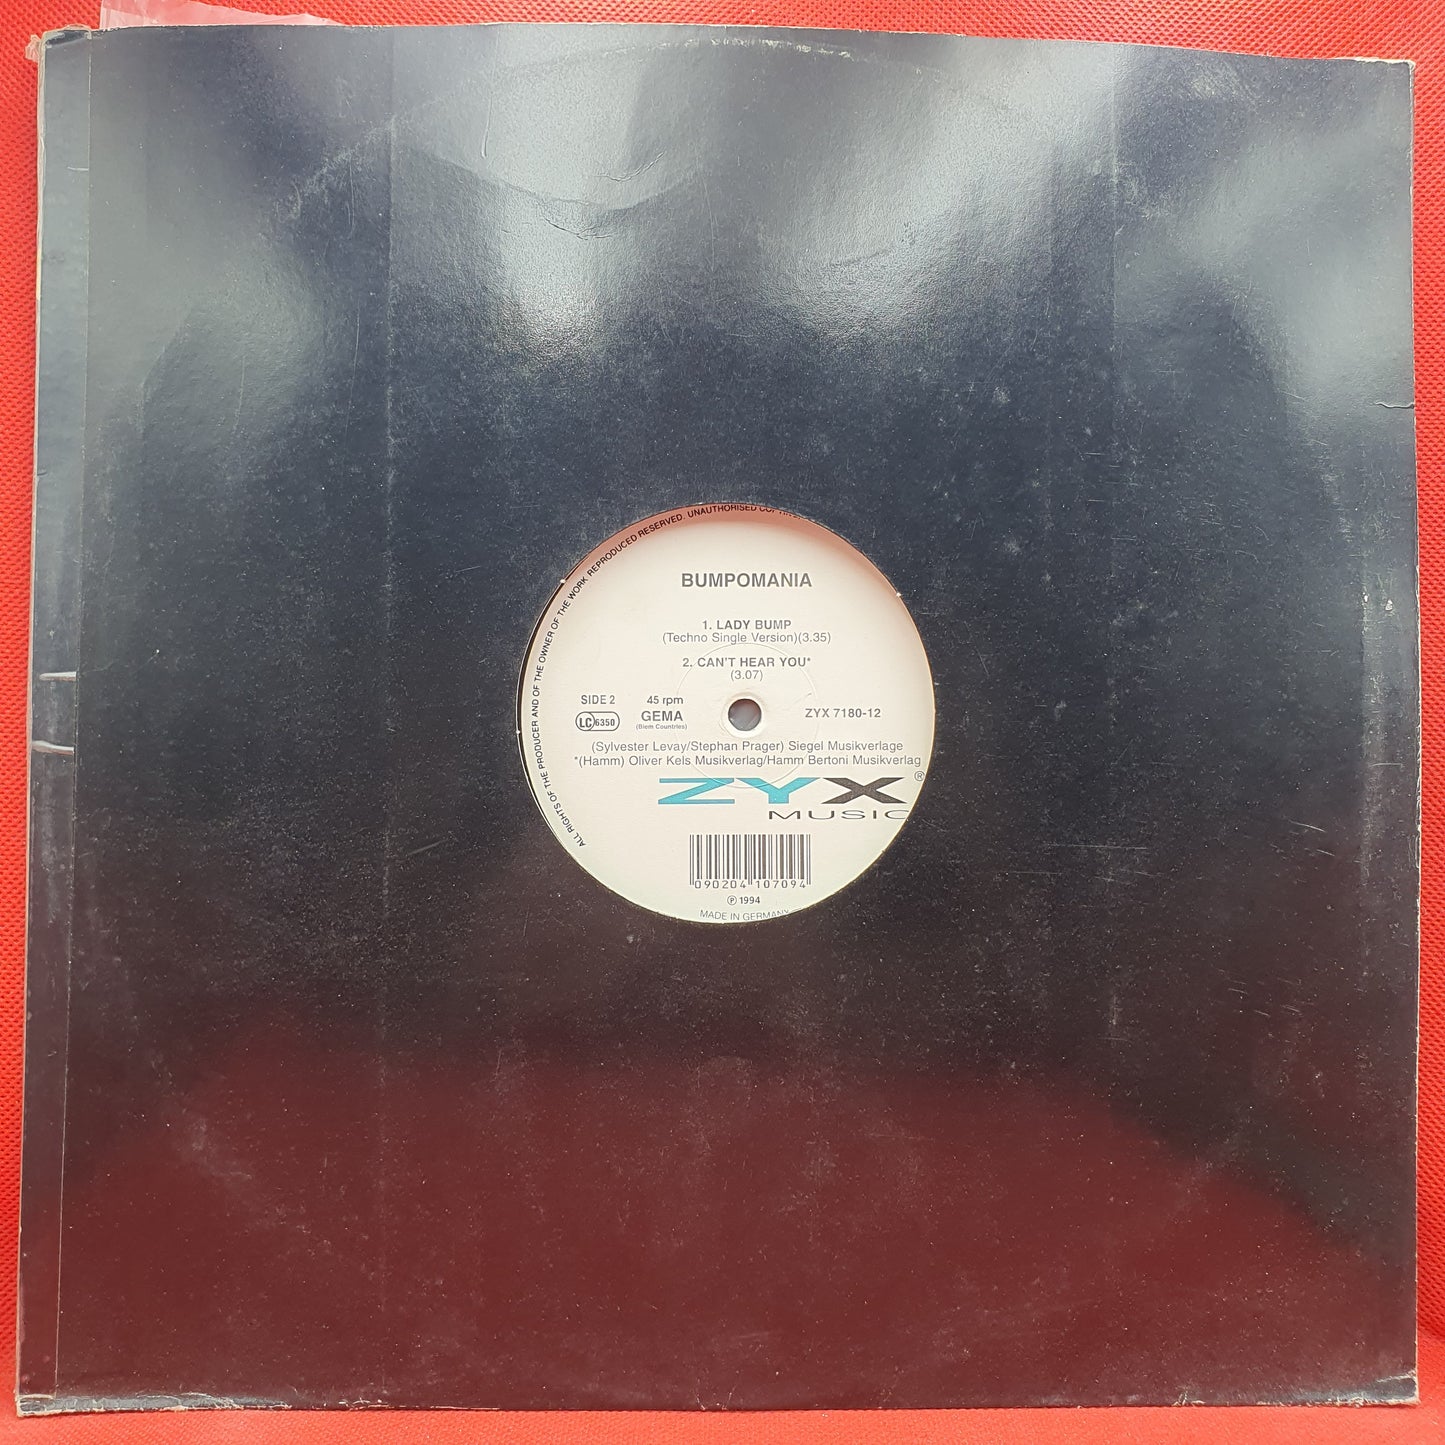 ALL RIGHTS OF THE PRODUCER AND OF THE OWNER OF THE WORK REPRODUCED RESERVED. UNAUTHORISED
BUMPOMANIA
1. LADY BUMP
(Techno Single Version)(3.35)
2. CAN'T HEAR YOU*
(3.07)
SIDE 2 45 rpm
LC 6350 GEMA ZYX 7180-12
(Biem Countries)
(Sylvester Levay/Stephan Prager) Siegel Musikverlage
*(Hamm) Oliver Kels Musikverlag/Hamm Bertoni Musikverlag
ZYX ®
MUSIC
090204 107094
℗ 1994
MADE IN GERMANY